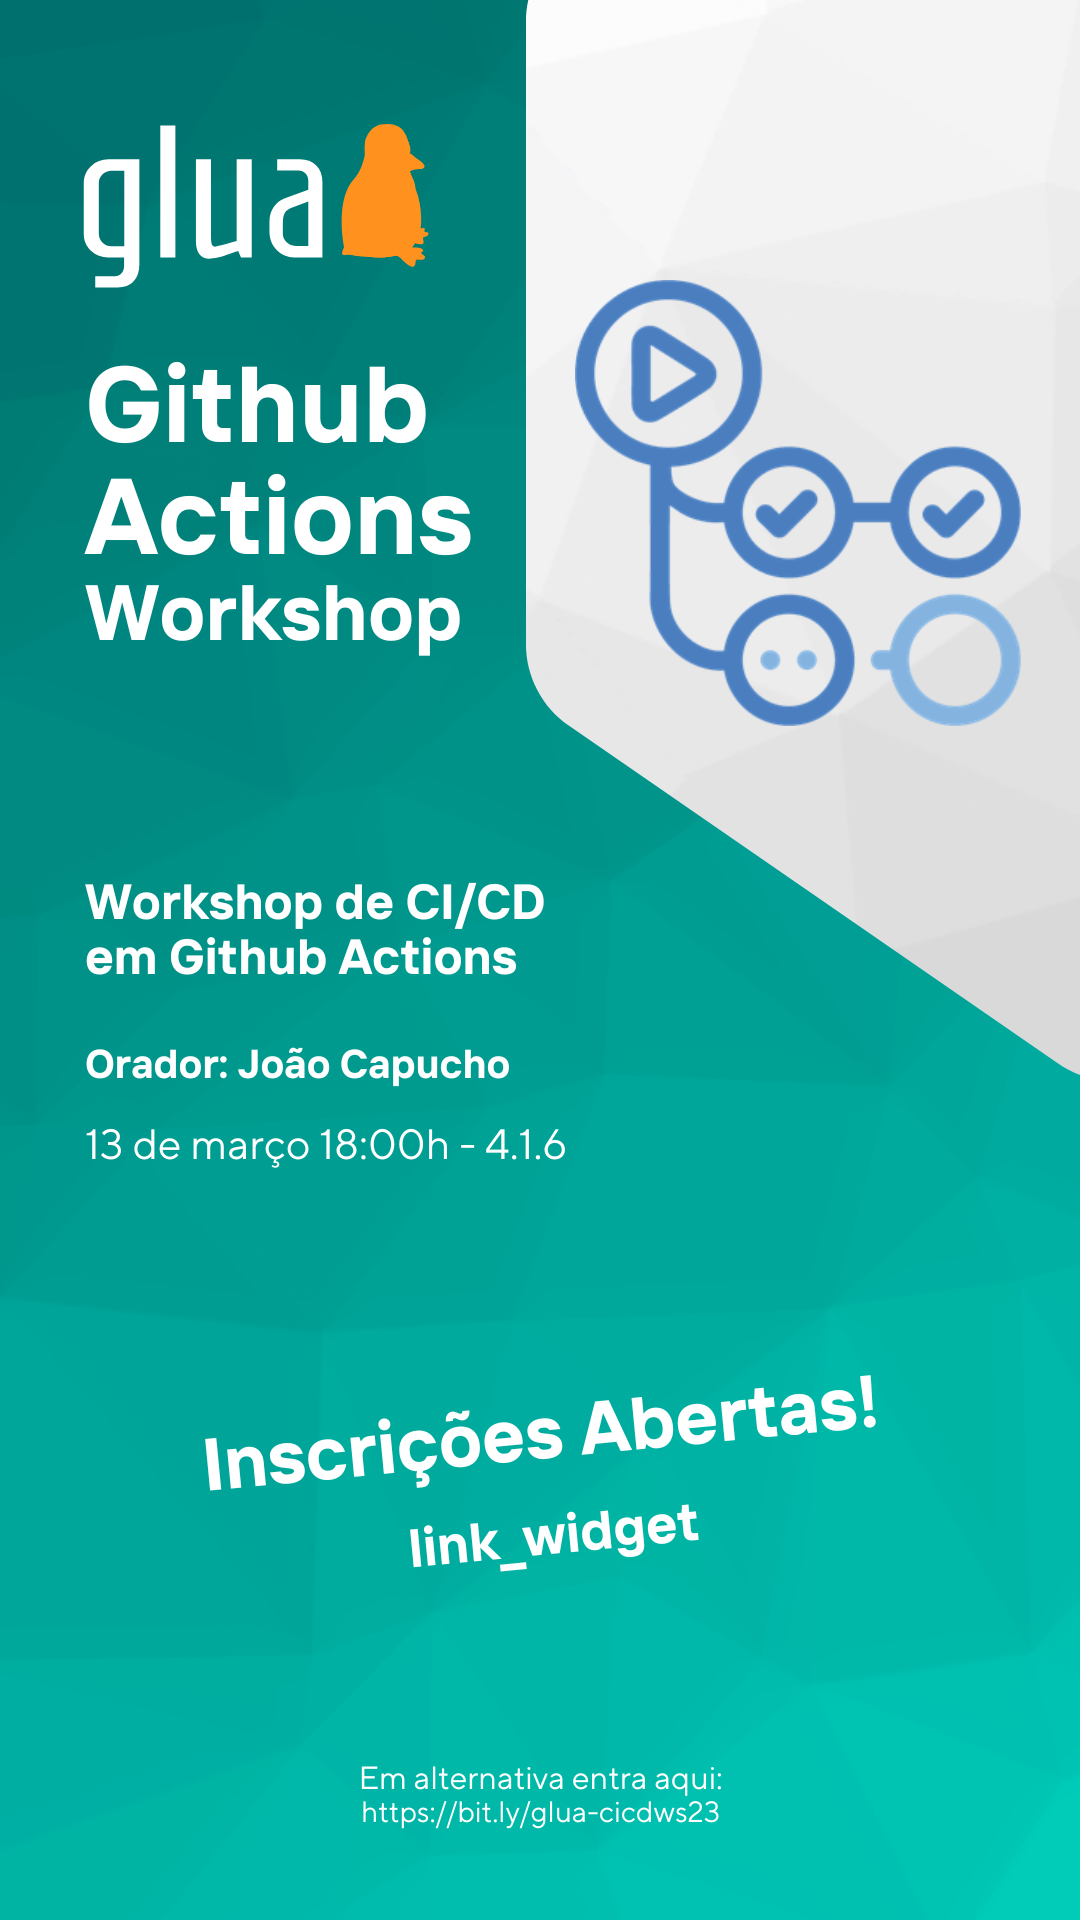 glua
Github
Actions
Workshop
Workshop de CI/CD
em Github Actions
Orador: João Capucho
13 de março 18:00h - 4.1.6
Inscrições Abertas!
link_widget
Em alternativa entra aqui:
https://bit.ly/glua-cicdws23